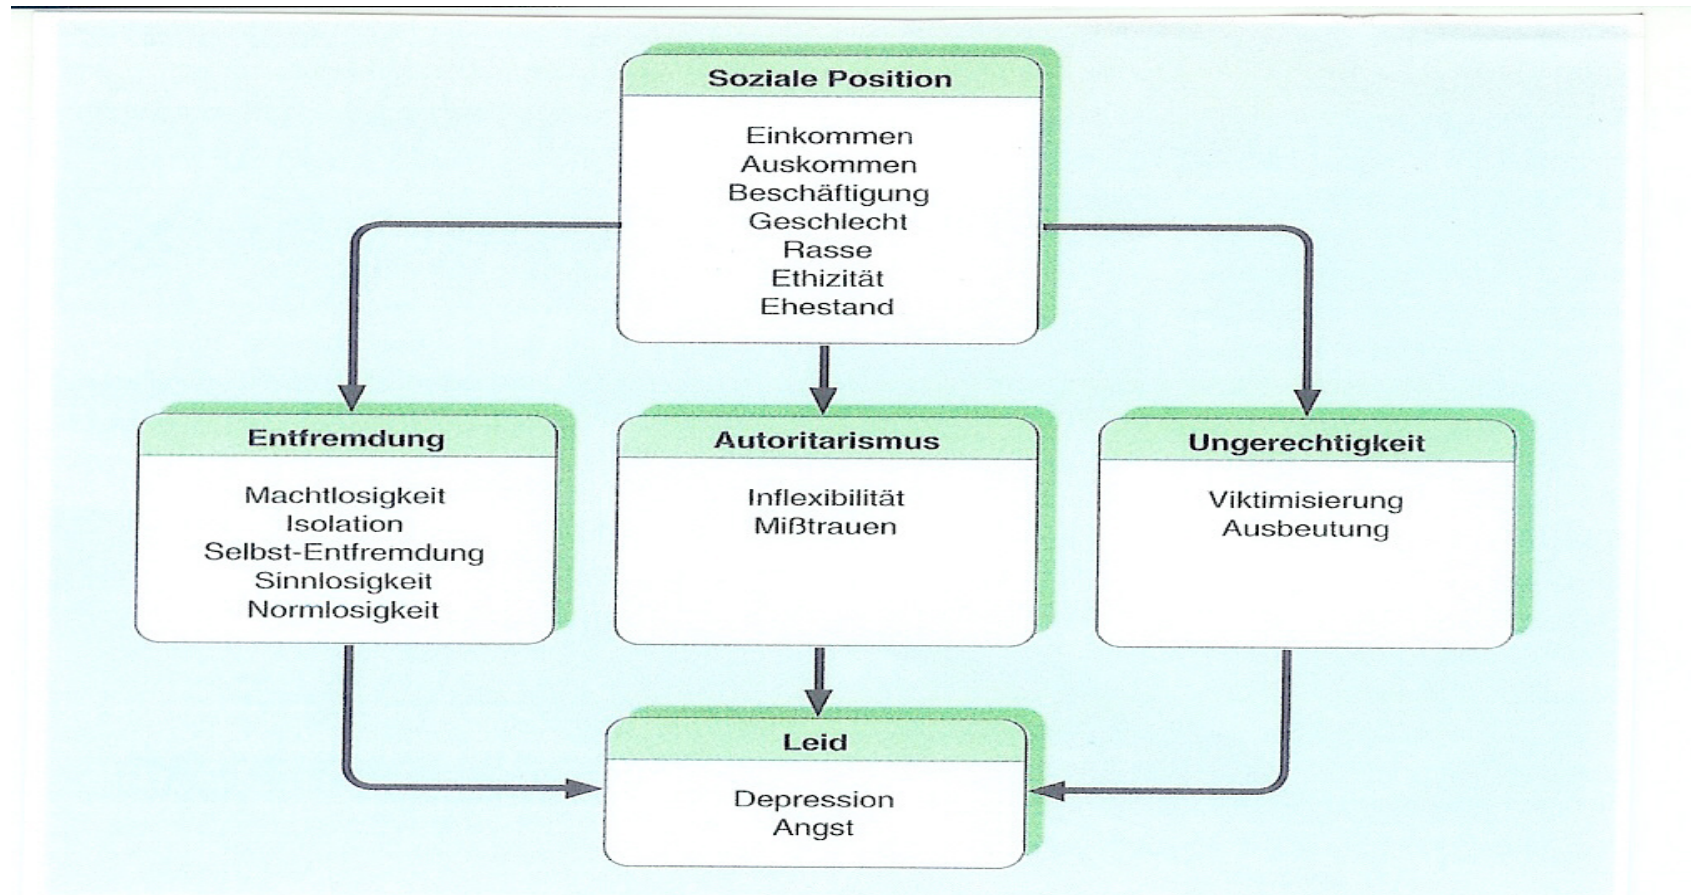 Soziale Position
Einkommen
Auskommen
Beschäftigung
Geschlecht
Rasse
Ethizität
Ehestand
Entfremdung
Machtlosigkeit
Isolation
Selbst-Entfremdung
Sinnlosigkeit
Normlosigkeit
Autoritarismus
Inflexibilität
Mißtrauen
Ungerechtigkeit
Viktimisierung
Ausbeutung
Leid
Depression
Angst